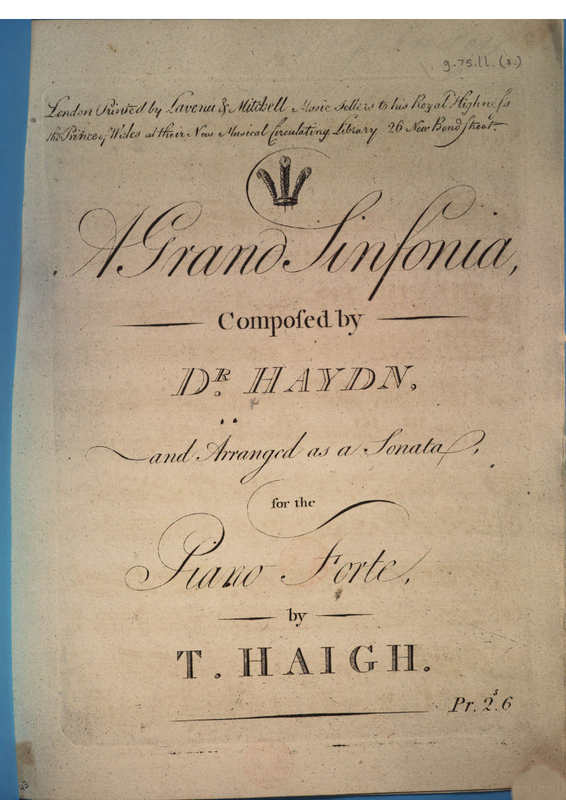 g.75.ll.(3.)
London Printed by Lavenu & Mitchell Music Sellers to his Royal Highneſs
the Prince of Wales at their New Musical Circulating Library 26 New Bond Street.
A Grand Sinfonia,
Compoſed by
DR. HAYDN,
and Arranged as a Sonata,
for the
Piano Forte,
by
T. HAIGH.
Pr. 2s. 6